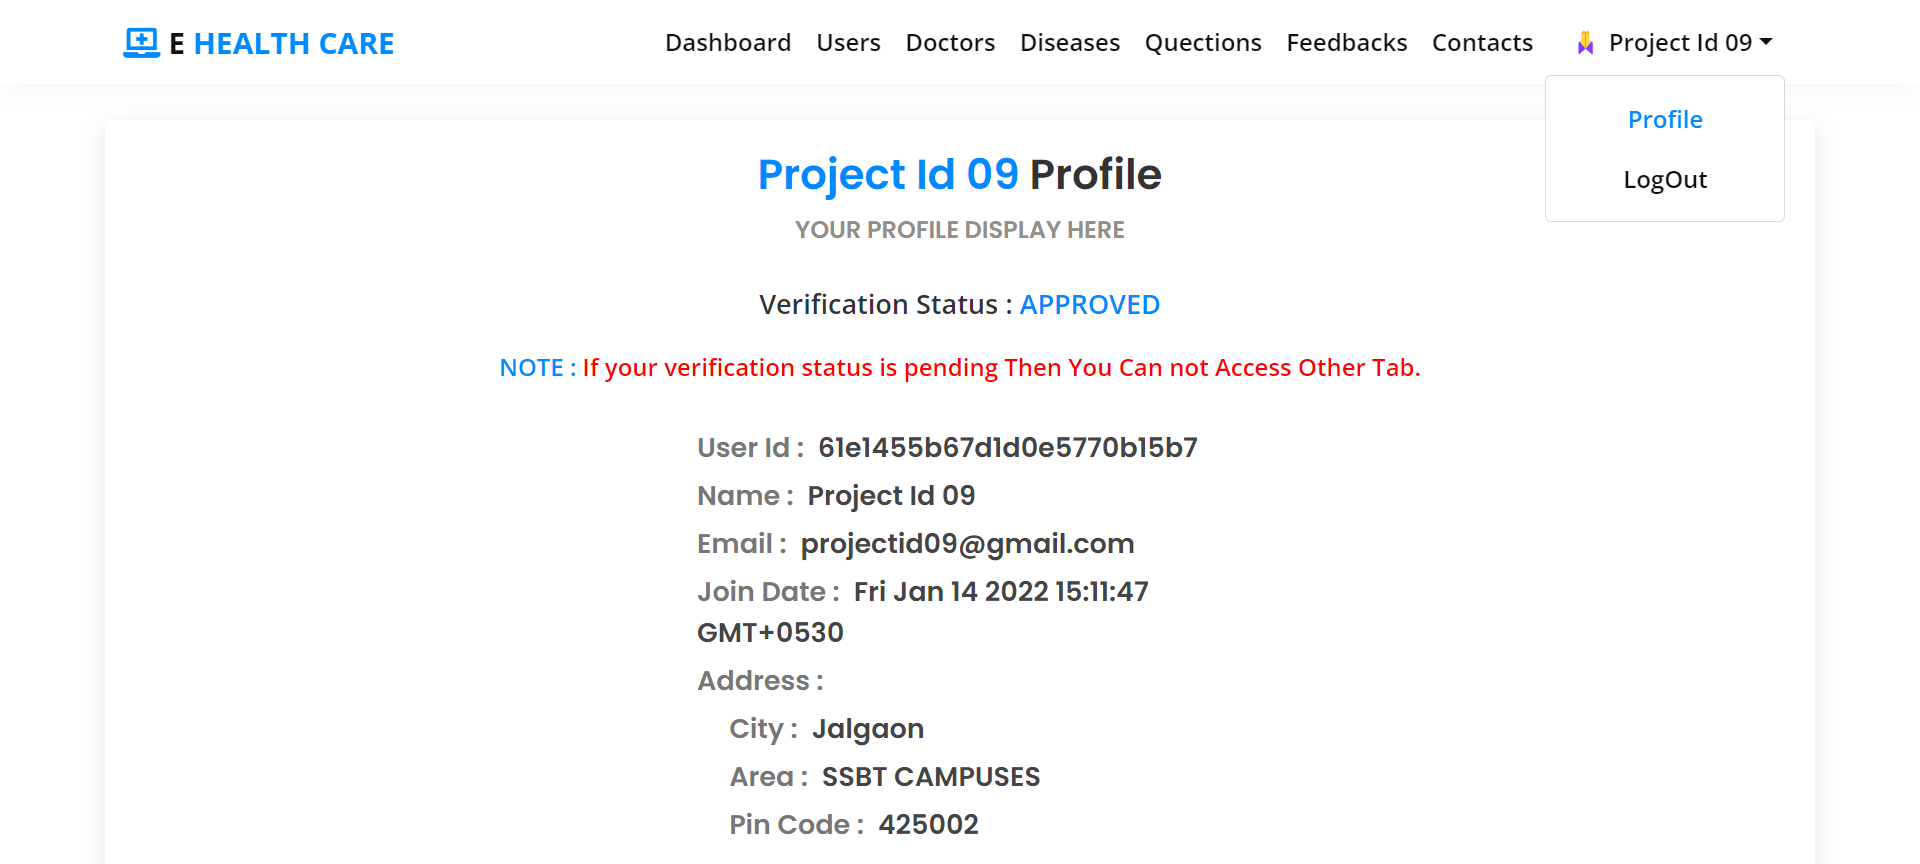 E HEALTH CARE
Dashboard Users Doctors Diseases Quections Feedbacks Contacts Project Id 09
Profile
LogOut
Project Id 09 Profile
YOUR PROFILE DISPLAY HERE
Verification Status : APPROVED
NOTE : If your verification status is pending Then You Can not Access Other Tab.
User Id : 61e1455b67d1d0e5770b15b7
Name : Project Id 09
Email : projectid09@gmail.com
Join Date : Fri Jan 14 2022 15:11:47
GMT+0530
Address :
City : Jalgaon
Area : SSBT CAMPUSES
Pin Code : 425002